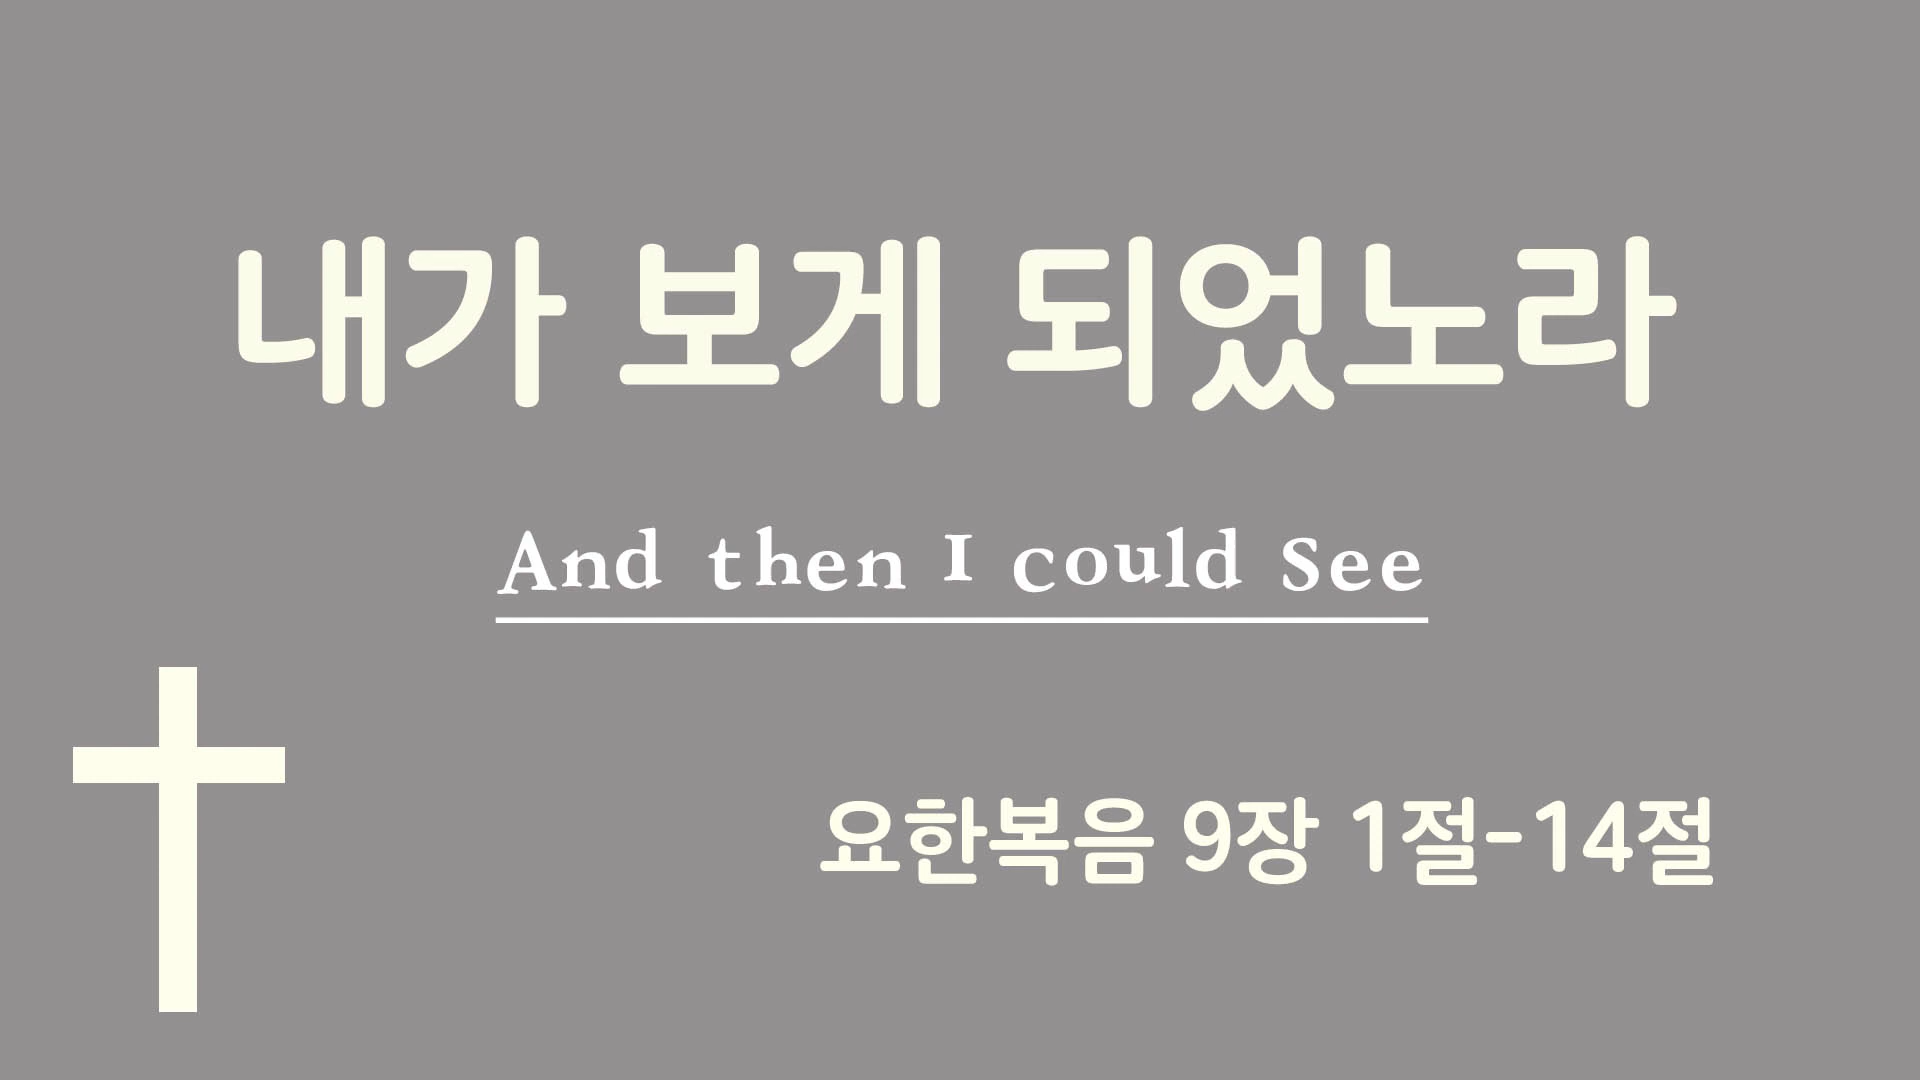 내가 보게 되었노라
And then I could See
요한복음 9장 1절-14절